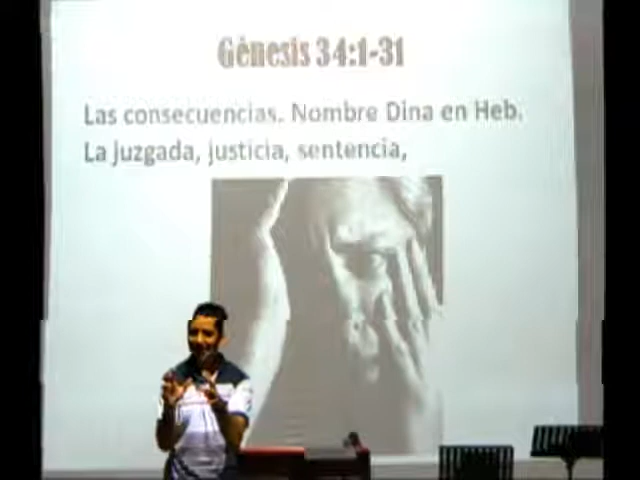 Gènesis 34:1-31
Las consecuencias. Nombre Dina en Heb.
La Juzgada, justicia, sentencia,